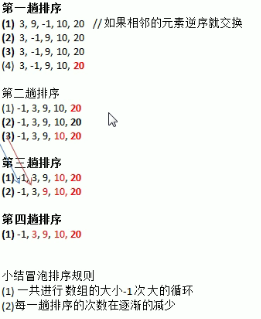 第一趟排序
(1) 3, 9, -1, 10, 20 // 如果相邻的元素逆序就交换
(2) 3, -1, 9, 10, 20
(3) 3, -1, 9, 10, 20
(4) 3, -1, 9, 10, 20
第二趟排序
(1) -1, 3, 9, 10, 20
(2) -1, 3, 9, 10, 20
(3) -1, 3, 9, 10, 20
第三趟排序
(1) -1, 3, 9, 10, 20
(2) -1, 3, 9, 10, 20
第四趟排序
(1) -1, 3, 9, 10, 20
小结冒泡排序规则
(1) 一共进行数组的大小-1次 大的循环
(2)每一趟排序的次数在逐渐的减少